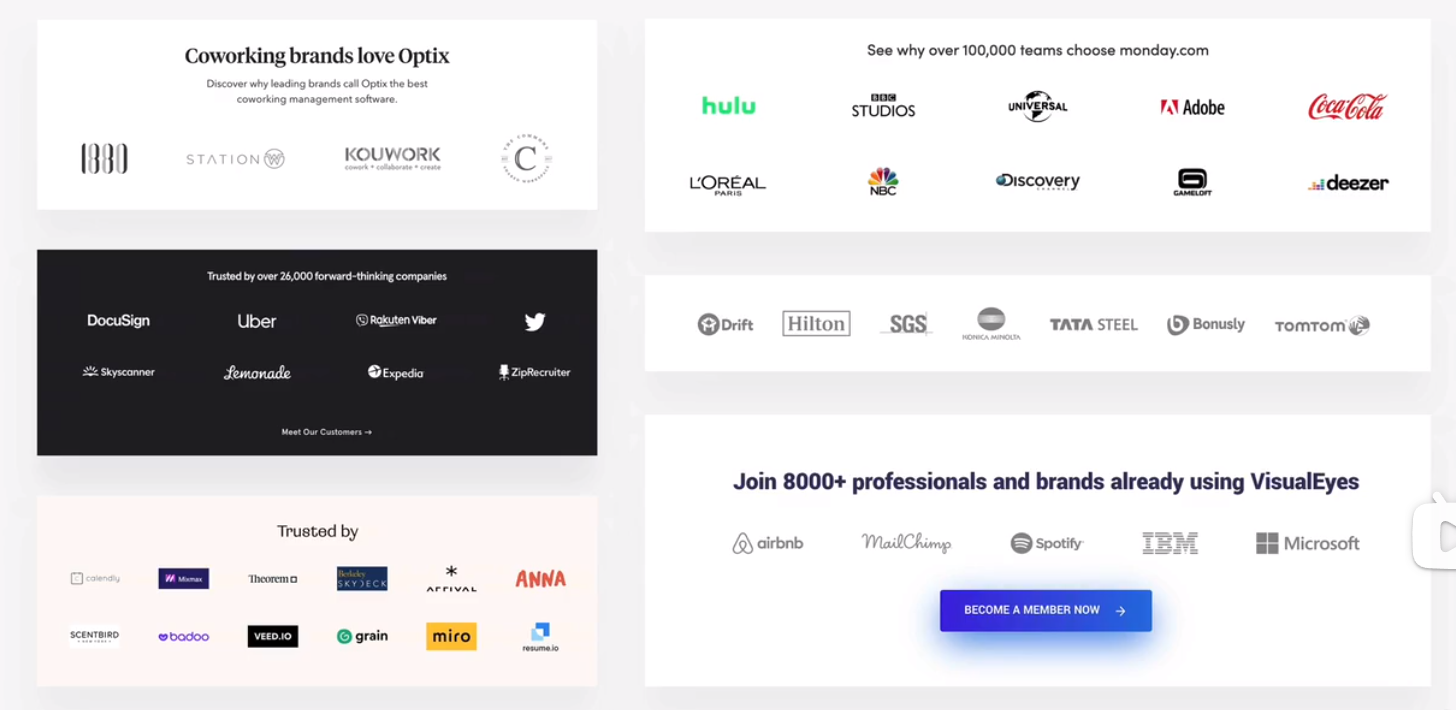 Coworking brands love Optix
Discover why leading brands call Optix the best
coworking management software.
1880
STATION W
KOUWORK
cowork • collaborate • create
THE COMMONS
C
Trusted by over 26,000 forward-thinking companies
DocuSign
Uber
Rakuten Viber
Skyscanner
Lemonade
Expedia
ZipRecruiter
Meet Our Customers →
Trusted by
calendly
Mixmax
Theorem
Berkeley
SKYDECK
ARRIVAL
ANNA
SCENTBIRD
NEW YORK
badoo
VEED.IO
grain
miro
resume.io
See why over 100,000 teams choose monday.com
hulu
BBC
STUDIOS
UNIVERSAL
Adobe
Coca-Cola
L'ORÉAL
PARIS
NBC
Discovery
CHANNEL
GAMELOFT
deezer
Drift
Hilton
SGS
KONICA MINOLTA
TATA STEEL
Bonusly
TOMTOM
Join 8000+ professionals and brands already using VisualEyes
airbnb
MailChimp
Spotify
IBM
Microsoft
BECOME A MEMBER NOW →